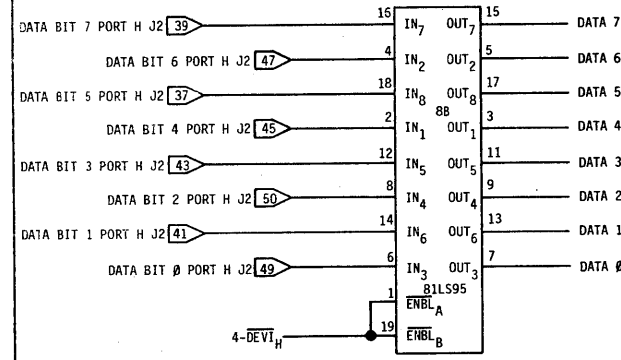 16 15
DATA BIT 7 PORT H J2 39 IN7 OUT7 DATA 7
4 5
DATA BIT 6 PORT H J2 47 IN2 OUT2 DATA 6
18 17
DATA BIT 5 PORT H J2 37 IN8 OUT8 DATA 5
8B
2 3
DATA BIT 4 PORT H J2 45 IN1 OUT1 DATA 4
12 11
DATA BIT 3 PORT H J2 43 IN5 OUT5 DATA 3
8 9
DATA BIT 2 PORT H J2 50 IN4 OUT4 DATA 2
14 13
DATA BIT 1 PORT H J2 41 IN6 OUT6 DATA 1
6 7
DATA BIT Ø PORT H J2 49 IN3 OUT3 DATA Ø
81LS95
1 E̅N̅B̅L̅A
4-D̅E̅V̅I̅H 19 E̅N̅B̅L̅B